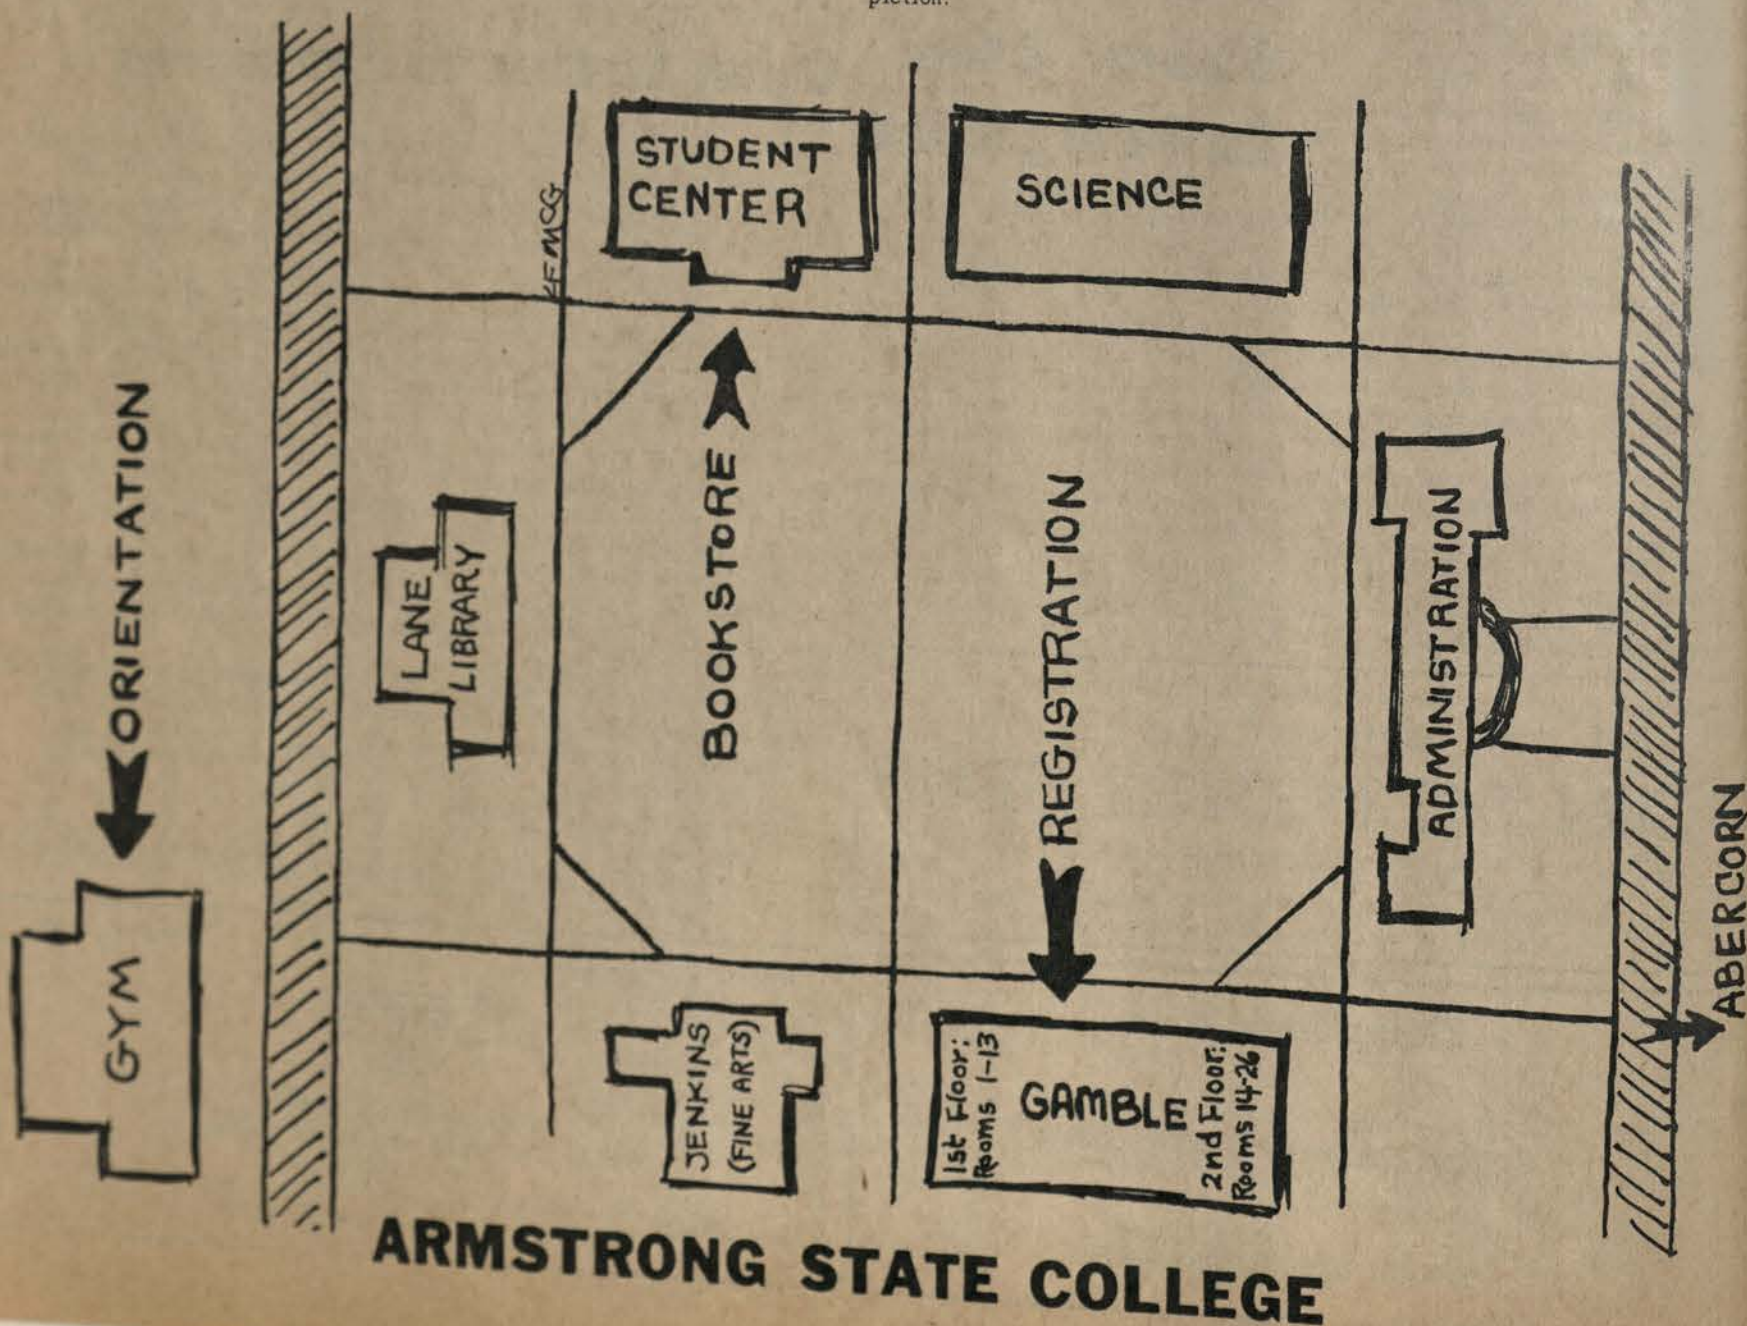 piction.
STUDENT
CENTER
SCIENCE
ORIENTATION
LANE
LIBRARY
BOOKSTORE
REGISTRATION
ADMINISTRATION
ABERCORN
GYM
JENKINS
(FINE ARTS)
1st Floor:
Rooms 1-13
GAMBLE
2nd Floor:
Rooms 14-26
ARMSTRONG STATE COLLEGE